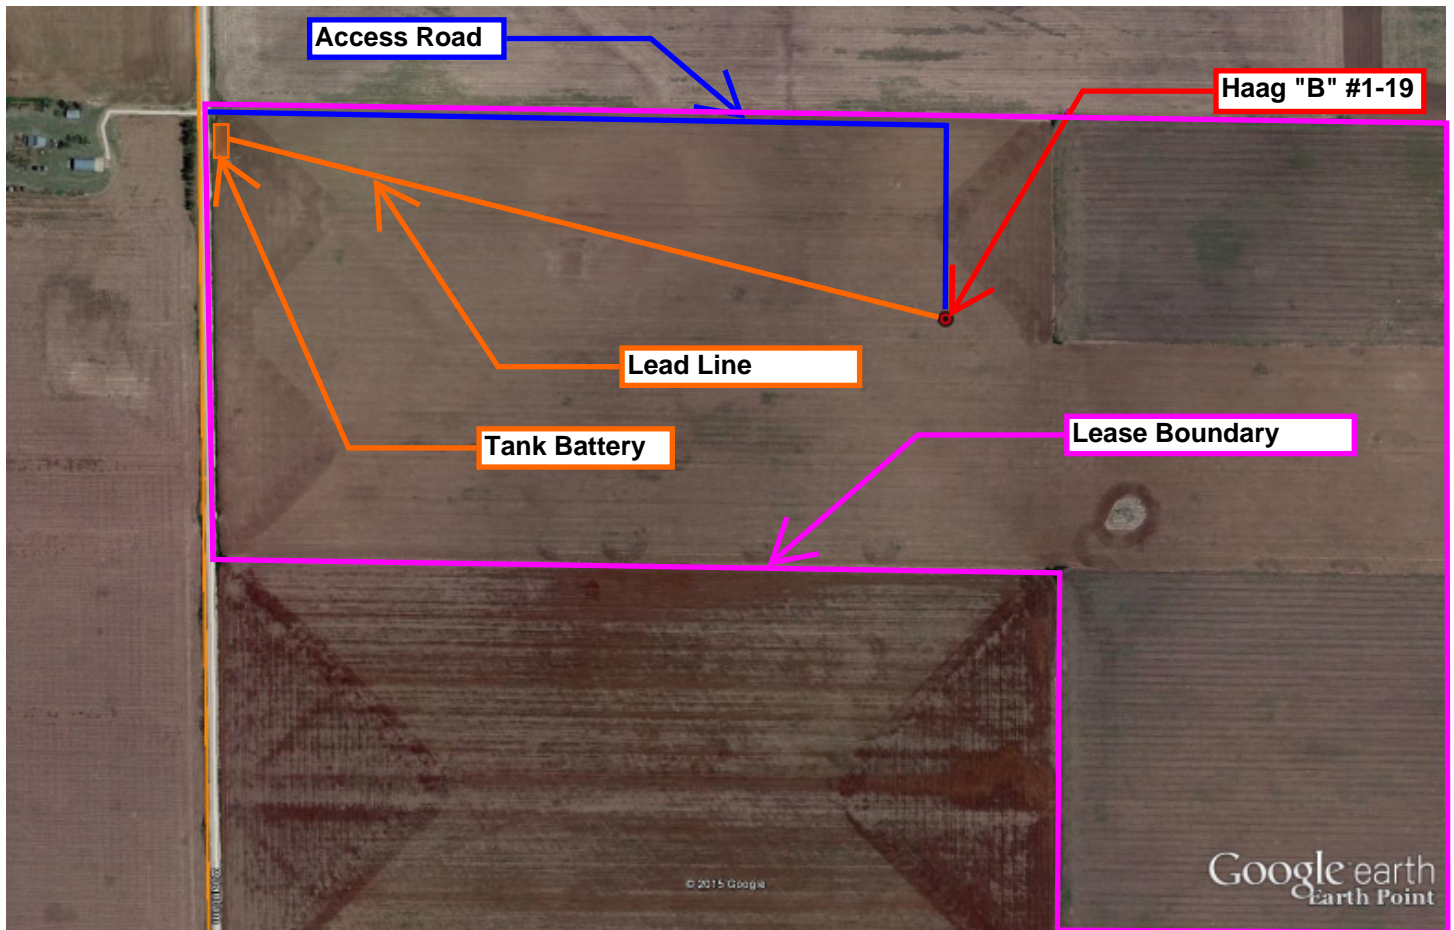 Access Road
Haag "B" #1-19
Lead Line
Tank Battery
Lease Boundary
© 2015 Google
Google earth
Earth Point